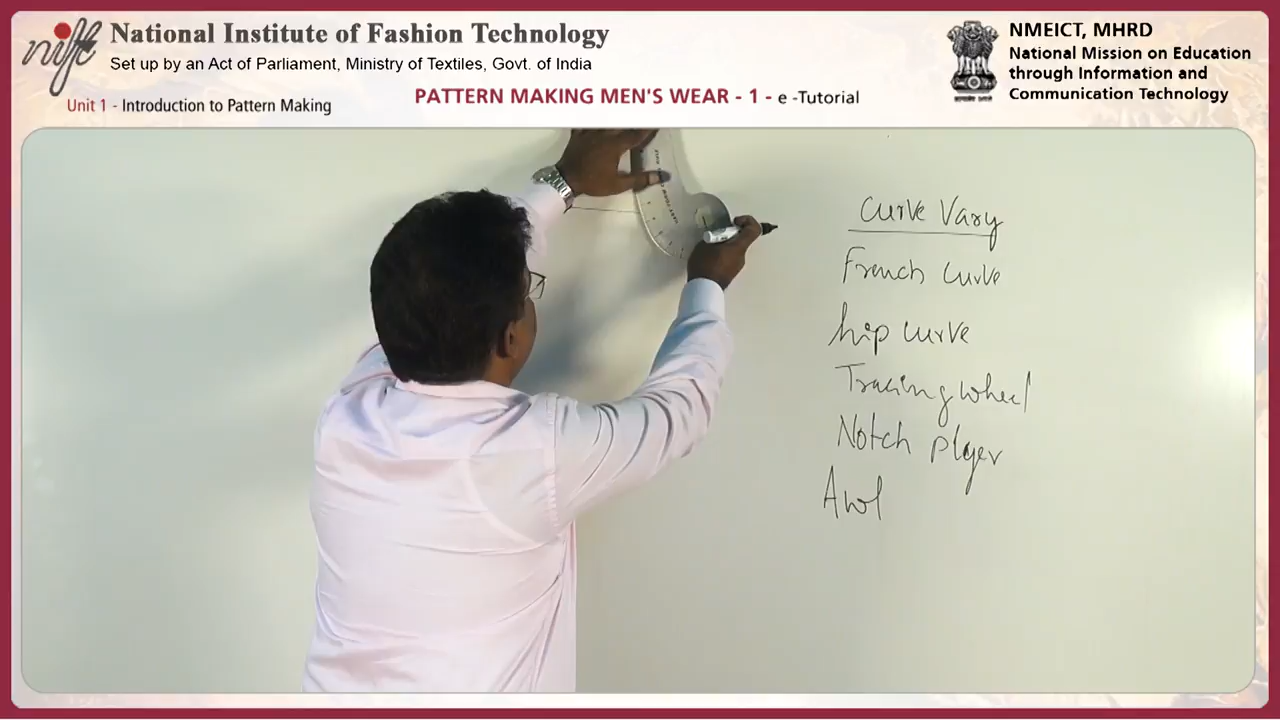 nift
National Institute of Fashion Technology
Set up by an Act of Parliament, Ministry of Textiles, Govt. of India
Unit 1 - Introduction to Pattern Making
PATTERN MAKING MEN'S WEAR - 1 - e -Tutorial
NMEICT, MHRD
National Mission on Education
through Information and
Communication Technology
Curve Vary
French Curve
hip curve
Tracing wheel
Notch plyer
Awl